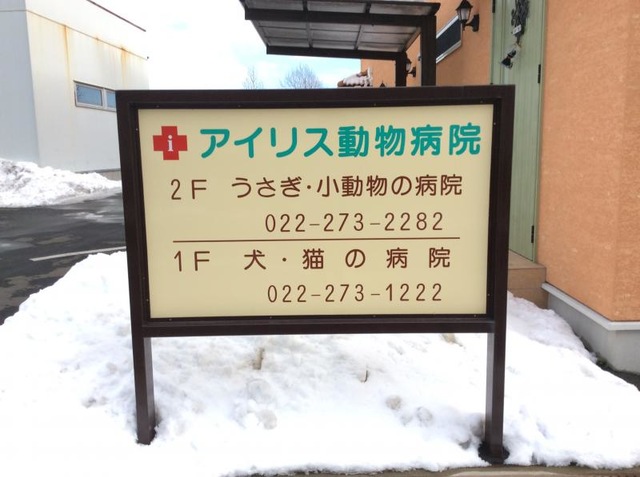 i アイリス動物病院
2F うさぎ・小動物の病院
022-273-2282
1F 犬・猫の病院
022-273-1222